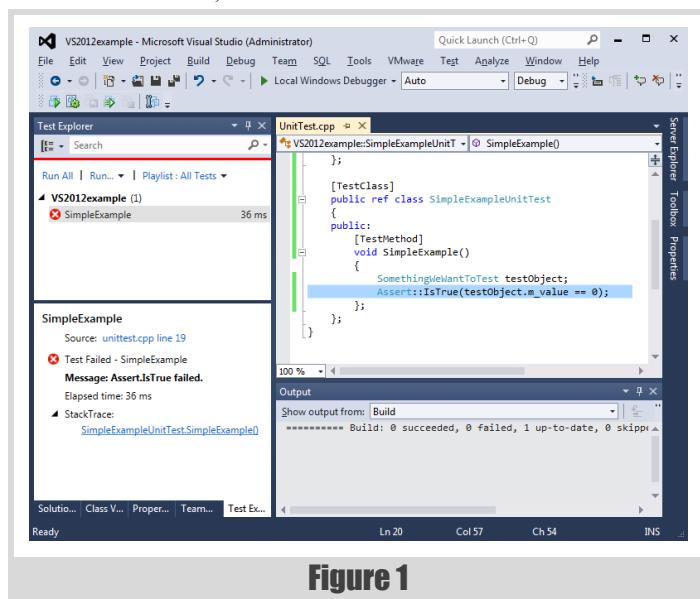 VS2012example - Microsoft Visual Studio (Administrator)
Quick Launch (Ctrl+Q)
File Edit View Project Build Debug Team SQL Tools VMware Test Analyze Window Help
Local Windows Debugger Auto Debug
Test Explorer
Search
Run All | Run... | Playlist : All Tests
VS2012example (1)
SimpleExample 36 ms
SimpleExample
Source: unittest.cpp line 19
Test Failed - SimpleExample
Message: Assert.IsTrue failed.
Elapsed time: 36 ms
StackTrace:
SimpleExampleUnitTest.SimpleExample()
Solutio... Class V... Proper... Team... Test Ex...
UnitTest.cpp
VS2012example::SimpleExampleUnitT SimpleExample()
};
[TestClass]
public ref class SimpleExampleUnitTest
{
public:
[TestMethod]
void SimpleExample()
{
SomethingWeWantToTest testObject;
Assert::IsTrue(testObject.m_value == 0);
};
};
}
100 %
Output
Show output from: Build
========== Build: 0 succeeded, 0 failed, 1 up-to-date, 0 skippe
Server Explorer
Toolbox
Properties
Ready Ln 20 Col 57 Ch 54 INS
Figure 1